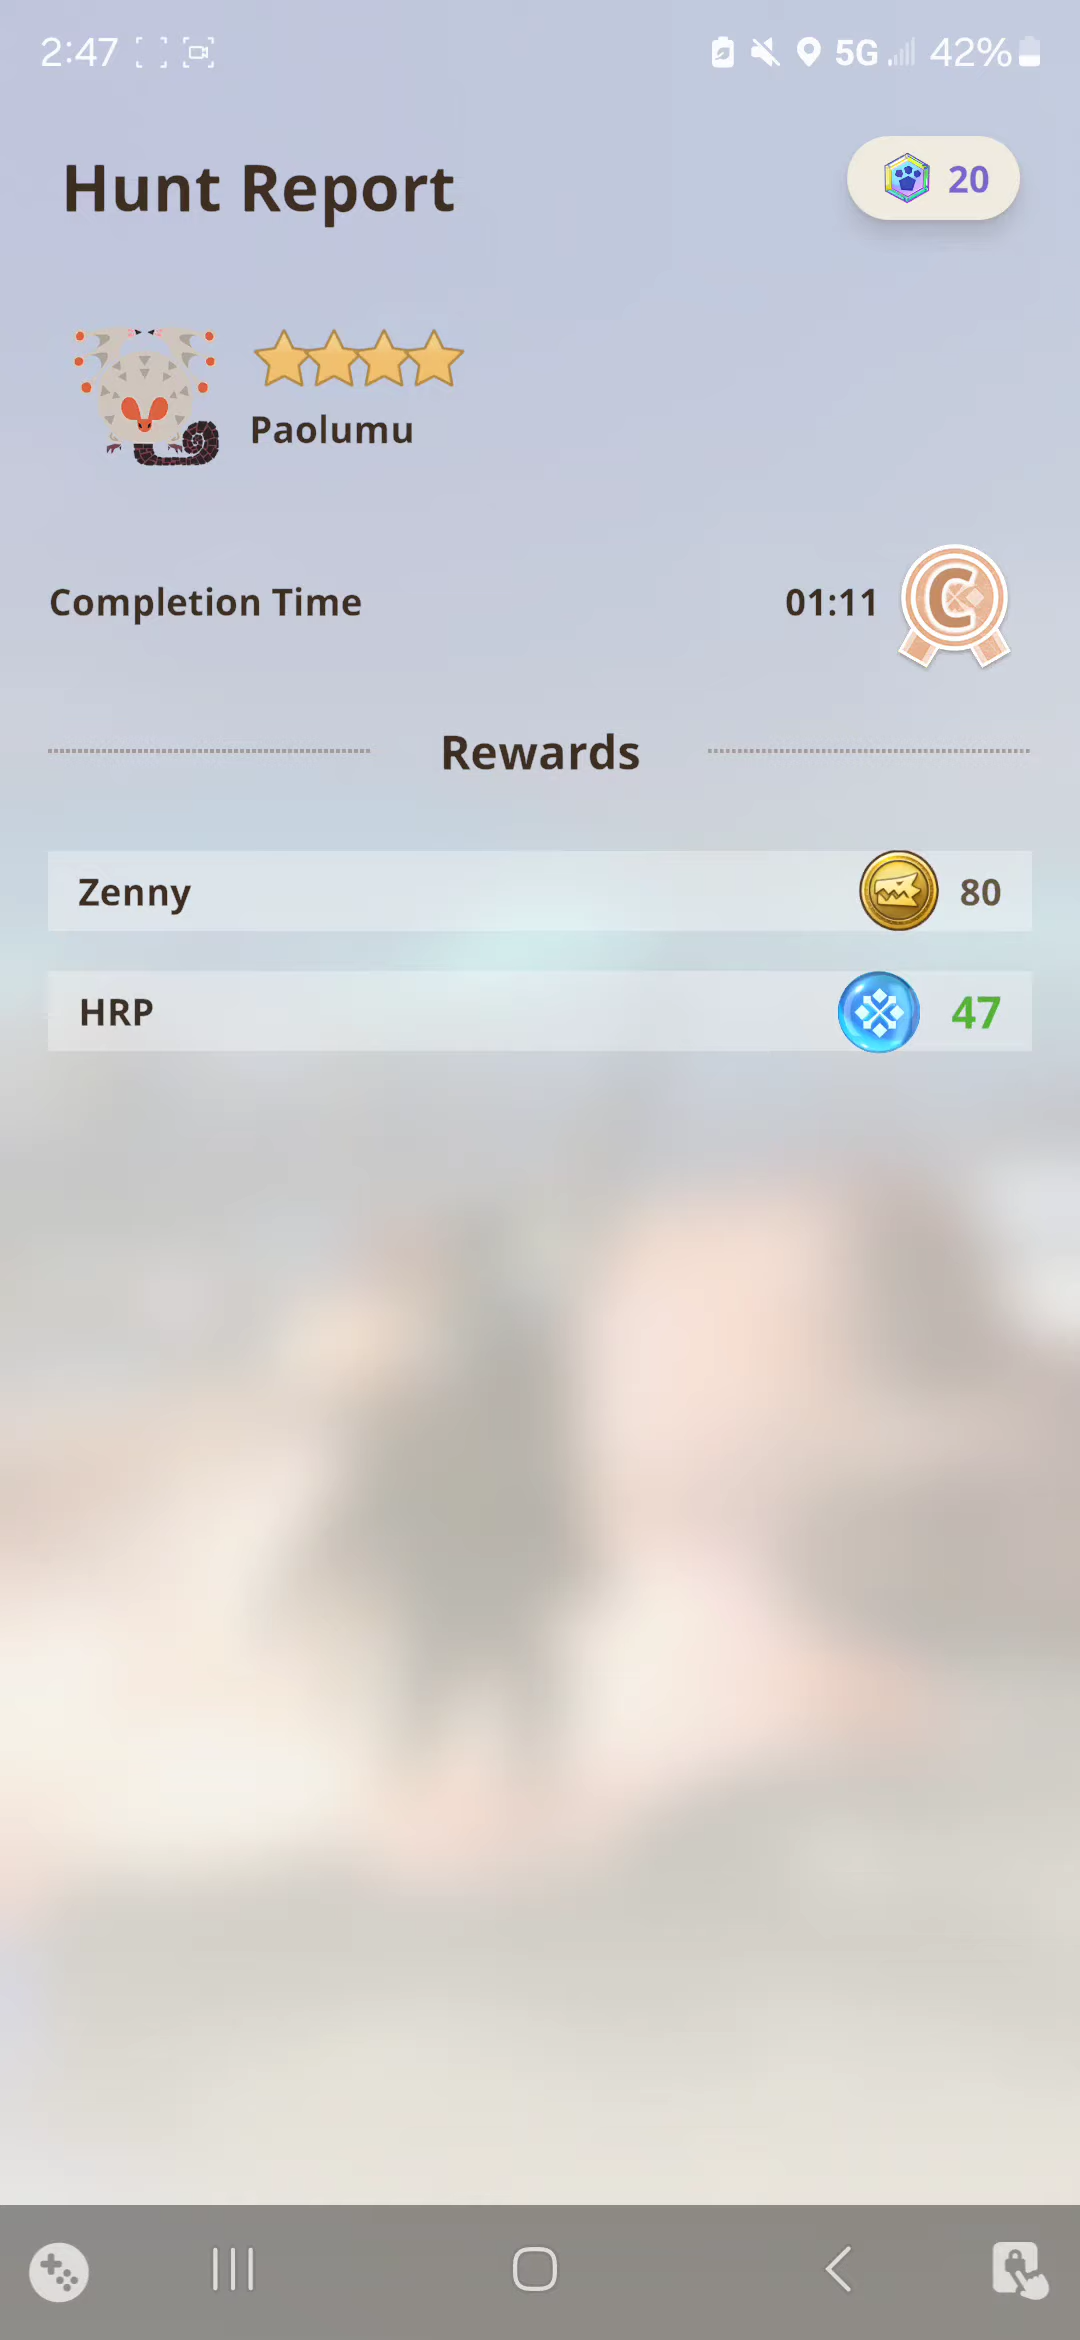 2:47 5G 42%
Hunt Report
20
Paolumu
Completion Time 01:11 C
Rewards
Zenny 80
HRP 47